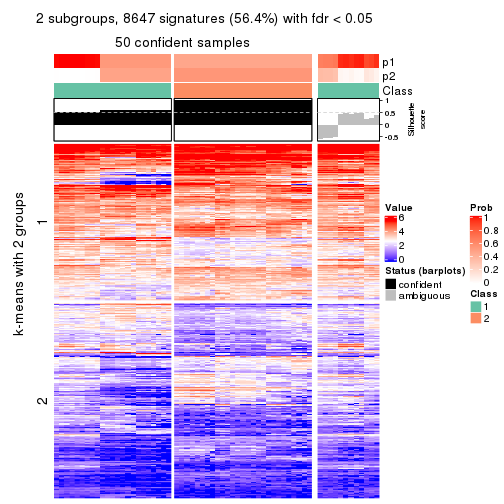 2 subgroups, 8647 signatures (56.4%) with fdr < 0.05
50 confident samples
p1
p2
Class
1
0.5
0
-0.5
Silhouette
score
k-means with 2 groups
1
2
Value
6
4
2
0
Status (barplots)
confident
ambiguous
Prob
1
0.8
0.6
0.4
0.2
0
Class
1
2